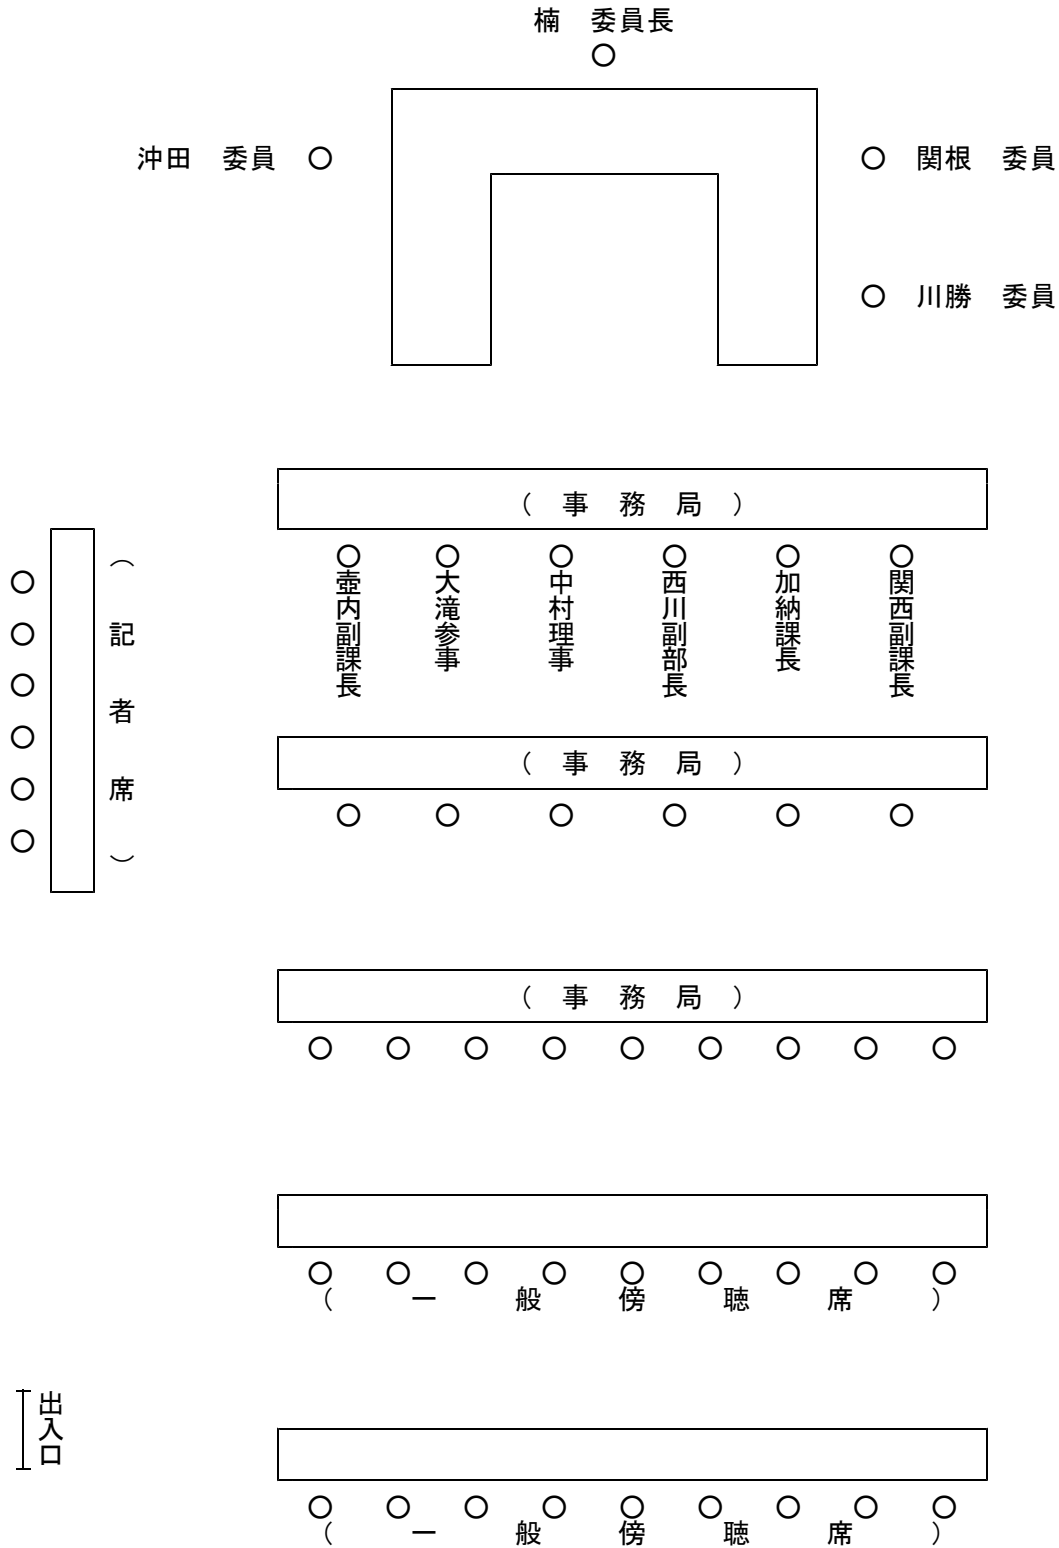 楠　委員長
○
沖田　委員　○
○　関根　委員
○　川勝　委員
（　事　務　局　）
○壺内副課長
○大滝参事
○中村理事
○西川副部長
○加納課長
○関西副課長
（　記　者　席　）
○　○　○　○　○　○
（　事　務　局　）
○　○　○　○　○　○
（　事　務　局　）
○　○　○　○　○　○　○　○　○
○　○　○　○　○　○　○　○　○
（　一　般　傍　聴　席　）
出入口
○　○　○　○　○　○　○　○　○
（　一　般　傍　聴　席　）